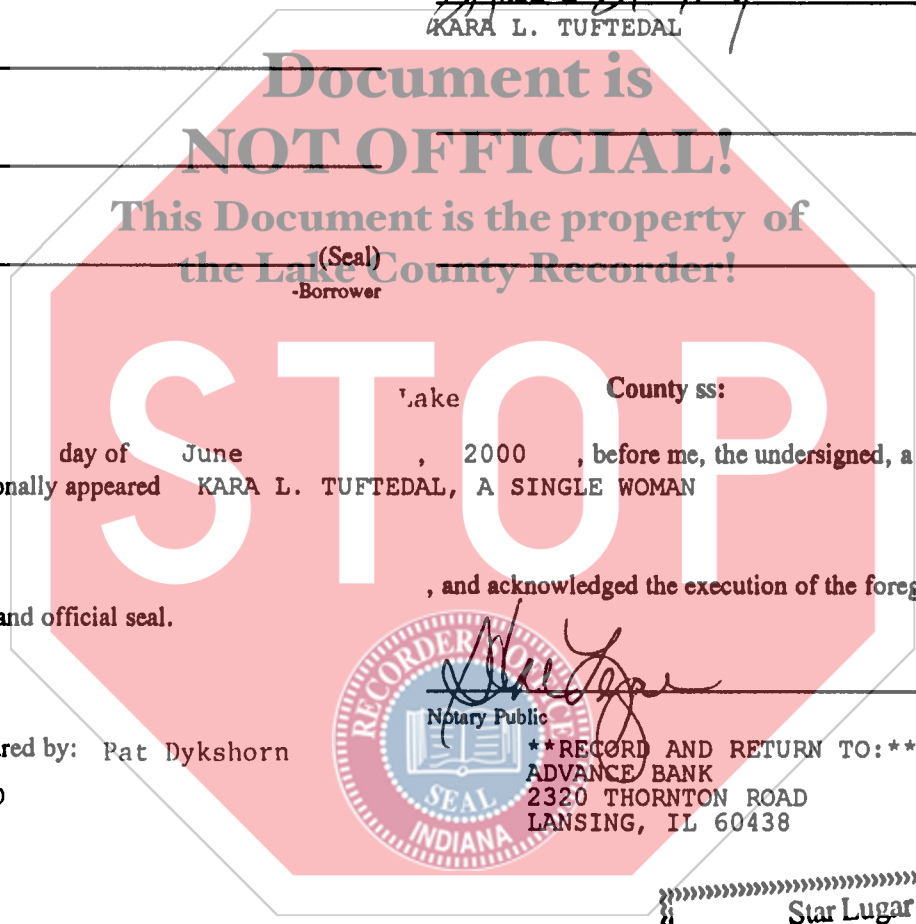 KARA L. TUFTEDAL
Document is
NOT OFFICIAL!
This Document is the property of
the Lake County Recorder!
(Seal)
-Borrower
STOP
Lake County ss:
day of June , 2000 , before me, the undersigned, a
onally appeared KARA L. TUFTEDAL, A SINGLE WOMAN
, and acknowledged the execution of the foreg
and official seal.
RECORDER'S OFFICE
SEAL
INDIANA
Notary Public
red by: Pat Dykshorn
**RECORD AND RETURN TO:**
ADVANCE BANK
2320 THORNTON ROAD
LANSING, IL 60438
Star Lugar